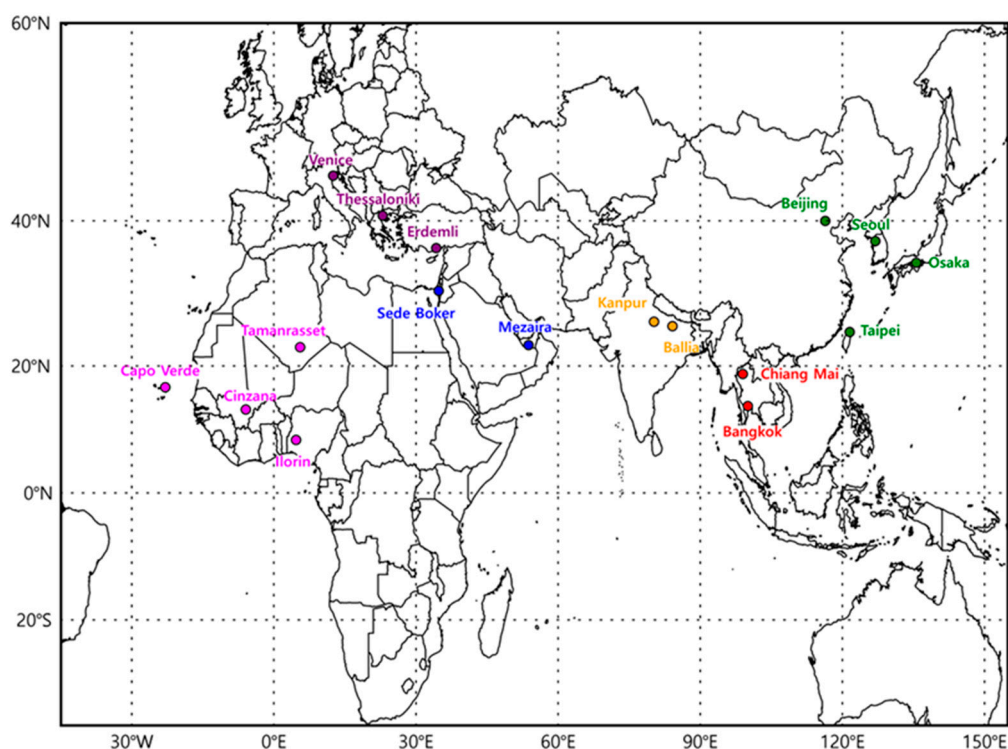 60°N
Venice
Thessaloniki
Beijing
40°N
Seoul
Erdemli
Osaka
Kanpur
Sede Boker
Mezaira
Tamanrasset
Taipei
Ballia
20°N
Capo Verde
Chiang Mai
Cinzana
Bangkok
Ilorin
0°N
20°S
30°W
0°E
30°E
60°E
90°E
120°E
150°E